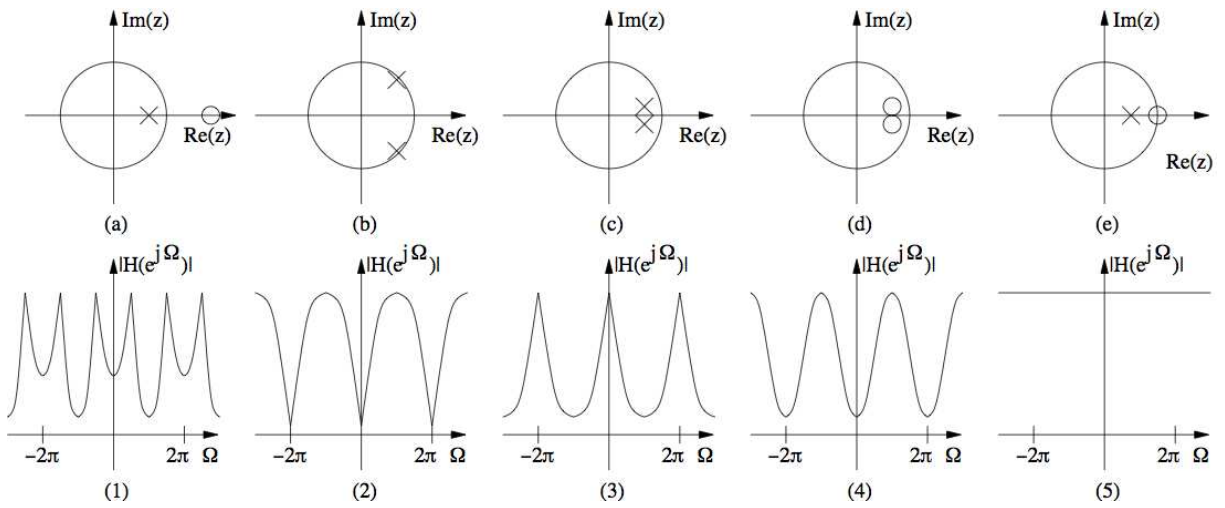 Im(z) Im(z) Im(z) Im(z) Im(z)
Re(z) Re(z) Re(z) Re(z) Re(z)
(a) (b) (c) (d) (e)
|H(e^{jΩ})| |H(e^{jΩ})| |H(e^{jΩ})| |H(e^{jΩ})| |H(e^{jΩ})|
−2π 2π Ω −2π 2π Ω −2π 2π Ω −2π 2π Ω −2π 2π Ω
(1) (2) (3) (4) (5)